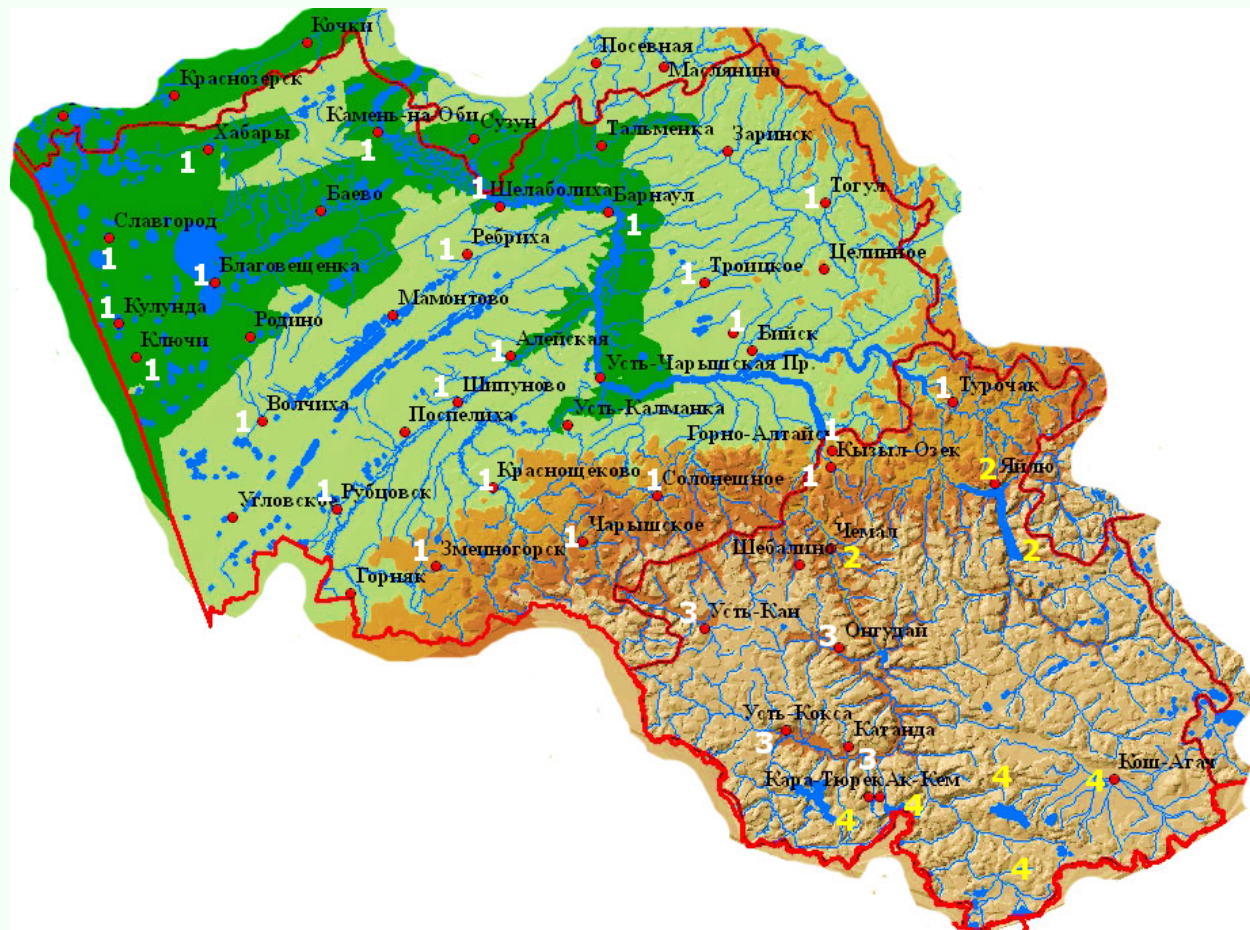 Кочки
Посевная
Маслянино
Краснозерск
Камень-на Оби
Сузун
Тальменка
Заринск
Хабары
1
1
Баево
1
Шелаболиха
Барнаул
1
Тогул
1
Славгород
1
Ребриха
1
Целинное
Благовещенка
1
Троицкое
1
Кулунда
1
Мамонтово
Родино
Ключи
1
Алейская
1
1
Бийск
Усть-Чарышская Пр.
Шипуново
1
Турочак
1
Волчиха
1
Поспелиха
Усть-Калманка
Горно-Алтайск
1
Кызыл-Озек
1
Краснощеково
1
Солонешное
1
2
Яйлю
Угловское
Рубцовск
1
Чарышское
1
Чемал
2
2
Шебалино
Змеиногорск
1
Горняк
Усть-Кан
3
Онгудай
3
Усть-Кокса
3
Катанда
3
Кара-Тюрек
Ак-Кем
4
4
4
Кош-Агач
4
4